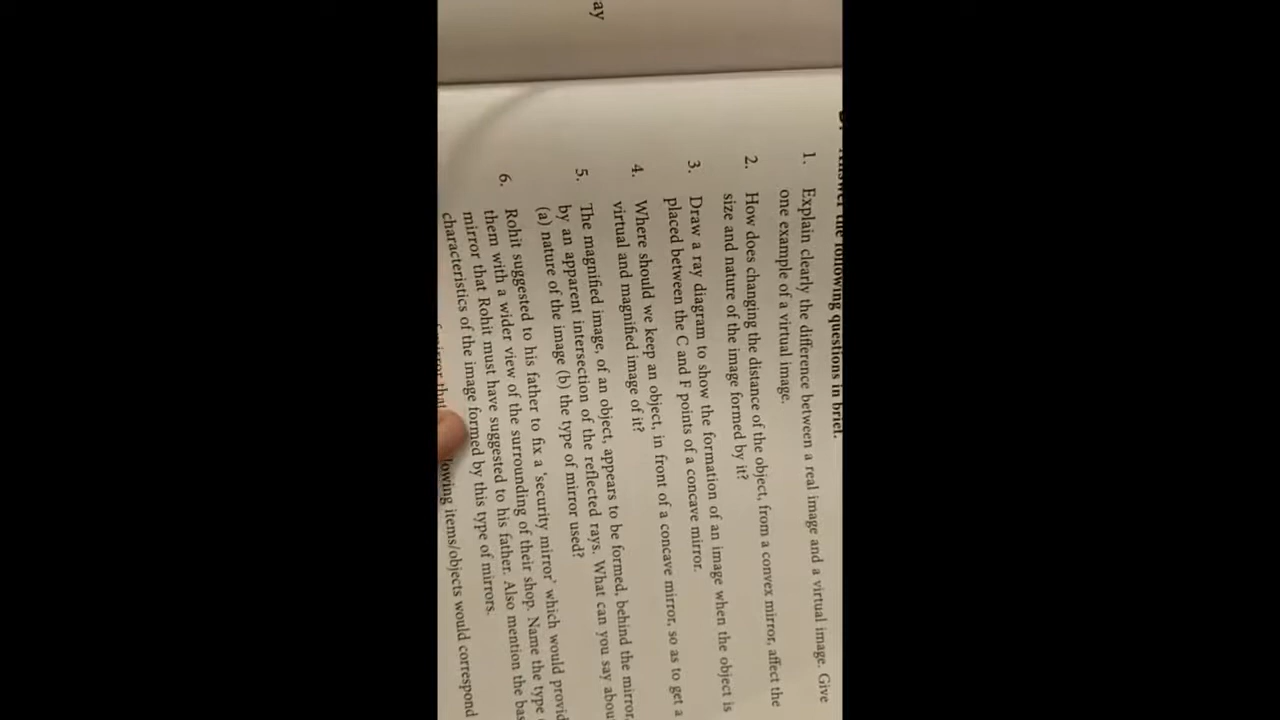 ay
Answer the following questions in brief.
1. Explain clearly the difference between a real image and a virtual image. Give
one example of a virtual image.
2. How does changing the distance of the object, from a convex mirror, affect the
size and nature of the image formed by it?
3. Draw a ray diagram to show the formation of an image when the object is
placed between the C and F points of a concave mirror.
4. Where should we keep an object, in front of a concave mirror, so as to get a
virtual and magnified image of it?
5. The magnified image, of an object, appears to be formed, behind the mirror,
by an apparent intersection of the reflected rays. What can you say abou
(a) nature of the image (b) the type of mirror used?
6. Rohit suggested to his father to fix a 'security mirror' which would provid
them with a wider view of the surrounding of their shop. Name the type
mirror that Rohit must have suggested to his father. Also mention the bas
characteristics of the image formed by this type of mirrors.
mirror that lowing items/objects would correspond